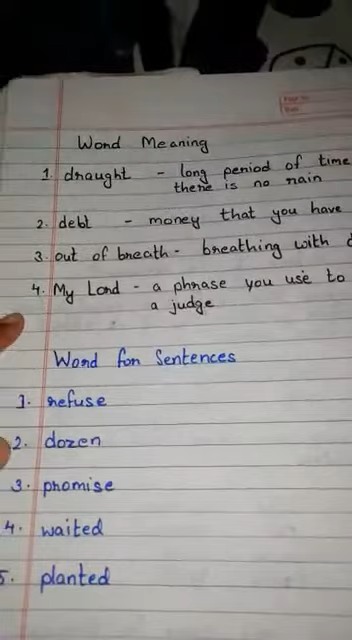 Word Meaning
1. draught - long period of time
there is no rain
2. debt - money that you have
3. out of breath - breathing with
4. My Lord - a phrase you use to
a judge
Word for Sentences
1. refuse
2. dozen
3. promise
4. waited
5. planted